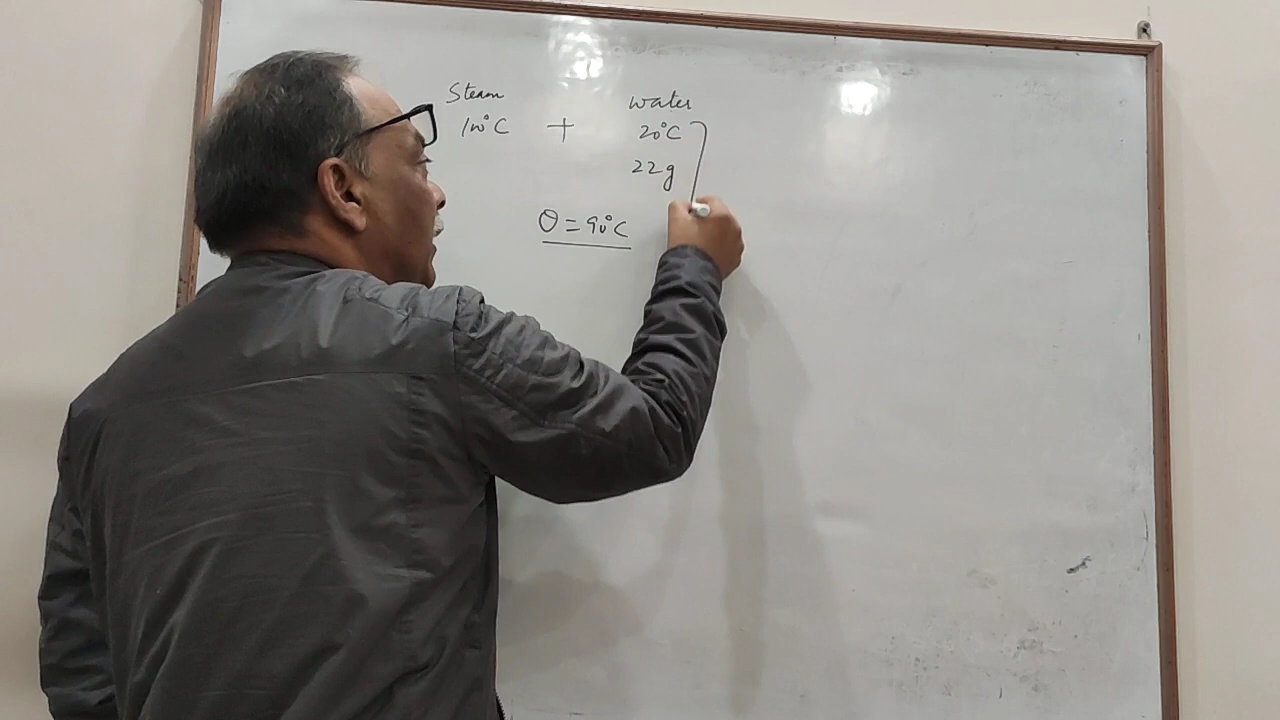 Steam water
100°C + 20°C
22g
θ = 90°C